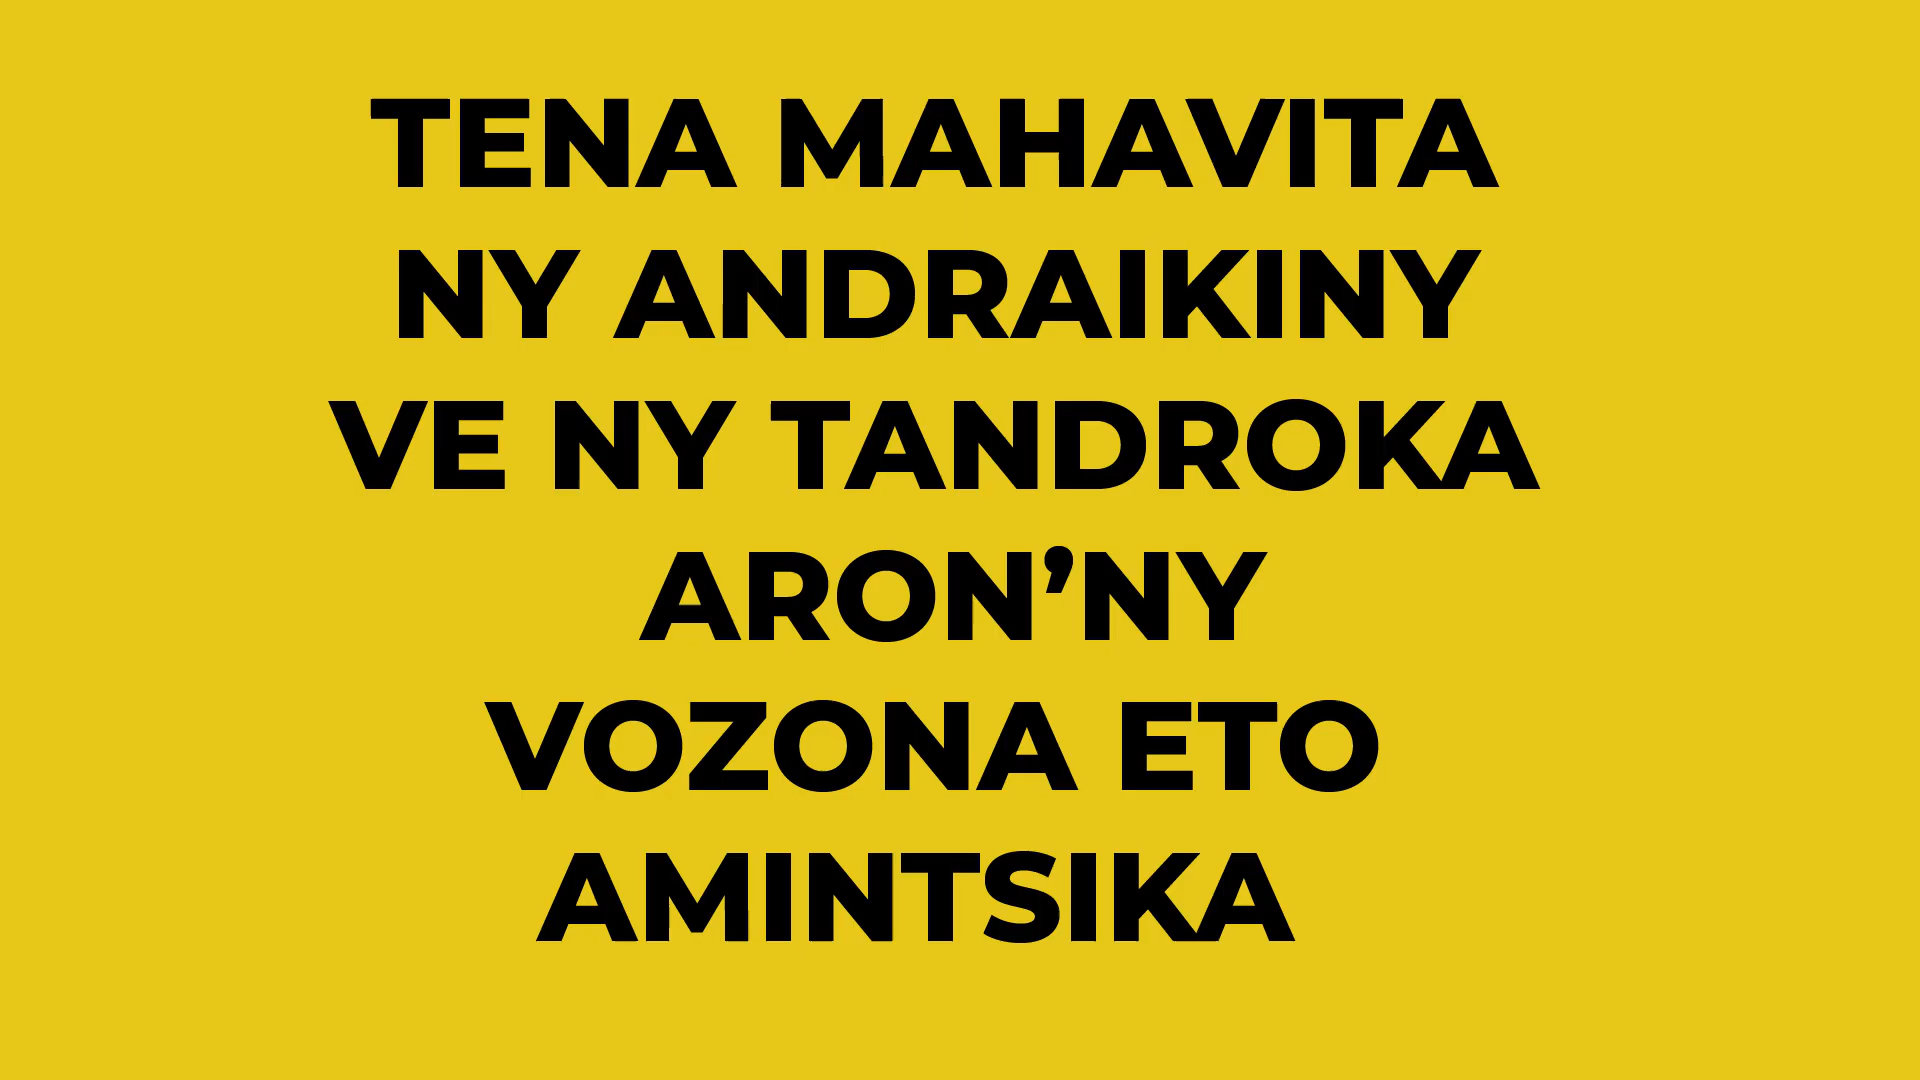 TENA MAHAVITA
NY ANDRAIKINY
VE NY TANDROKA
ARON’NY
VOZONA ETO
AMINTSIKA